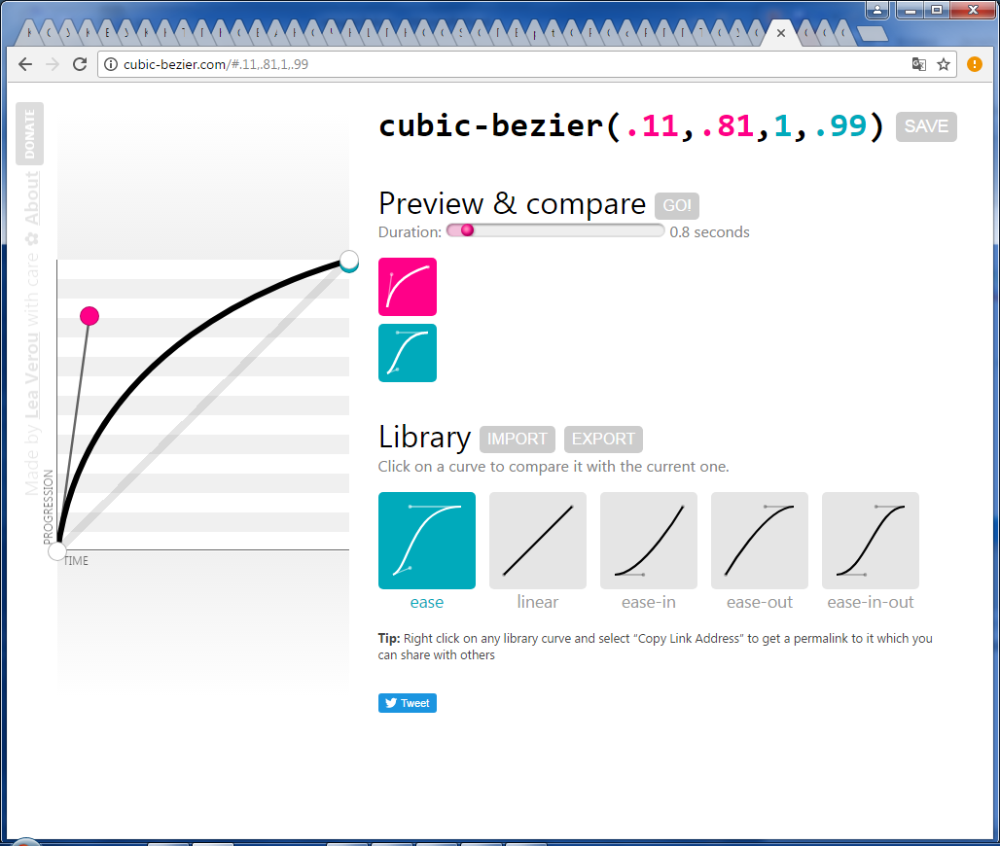 cubic-bezier.com/#.11,.81,1,.99
DONATE
Made by Lea Verou with care ✿ About
cubic-bezier(.11,.81,1,.99)
SAVE
Preview & compare
GO!
Duration:
0.8 seconds
PROGRESSION
TIME
Library
IMPORT
EXPORT
Click on a curve to compare it with the current one.
ease
linear
ease-in
ease-out
ease-in-out
Tip: Right click on any library curve and select “Copy Link Address” to get a permalink to it which you
can share with others
Tweet